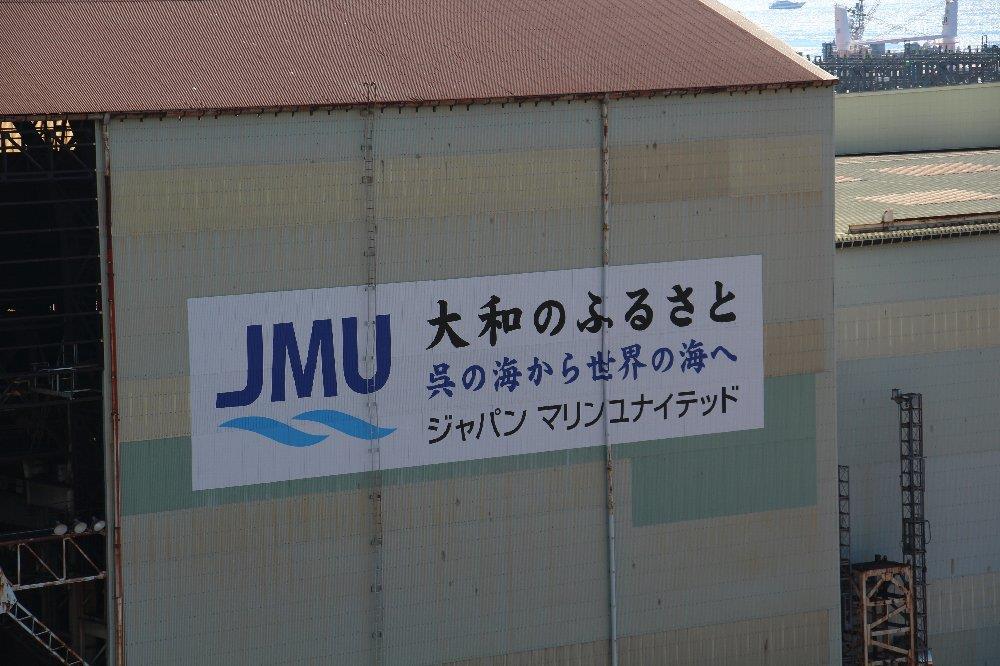 JMU
大和のふるさと
呉の海から世界の海へ
ジャパン マリンユナイテッド